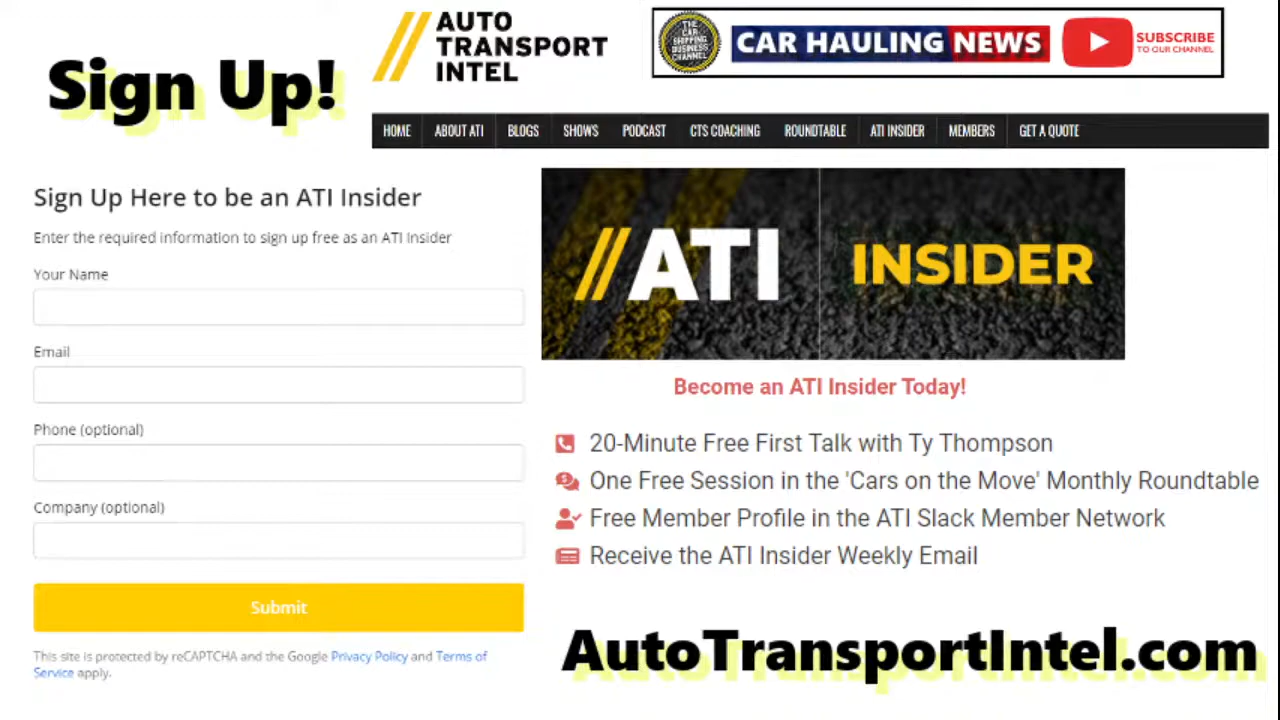 Sign Up!
AUTO
TRANSPORT
INTEL
THE
CAR
SHIPPING
BUSINESS
CHANNEL
CAR HAULING NEWS
SUBSCRIBE
TO OUR CHANNEL
HOME ABOUT ATI BLOGS SHOWS PODCAST CTS COACHING ROUNDTABLE ATI INSIDER MEMBERS GET A QUOTE
Sign Up Here to be an ATI Insider
Enter the required information to sign up free as an ATI Insider
Your Name
Email
Phone (optional)
Company (optional)
Submit
This site is protected by reCAPTCHA and the Google Privacy Policy and Terms of
Service apply.
//ATI INSIDER
Become an ATI Insider Today!
20-Minute Free First Talk with Ty Thompson
One Free Session in the 'Cars on the Move' Monthly Roundtable
Free Member Profile in the ATI Slack Member Network
Receive the ATI Insider Weekly Email
AutoTransportIntel.com